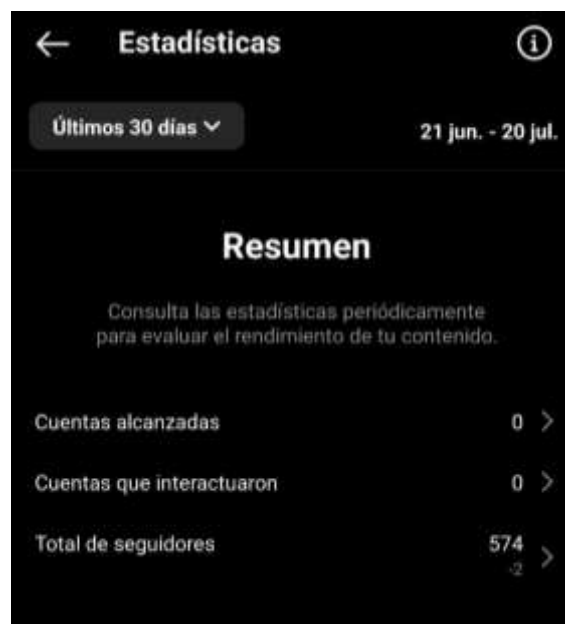 Estadísticas
Últimos 30 días
21 jun. - 20 jul.
Resumen
Consulta las estadísticas periódicamente
para evaluar el rendimiento de tu contenido.
Cuentas alcanzadas 0
Cuentas que interactuaron 0
Total de seguidores 574
-2